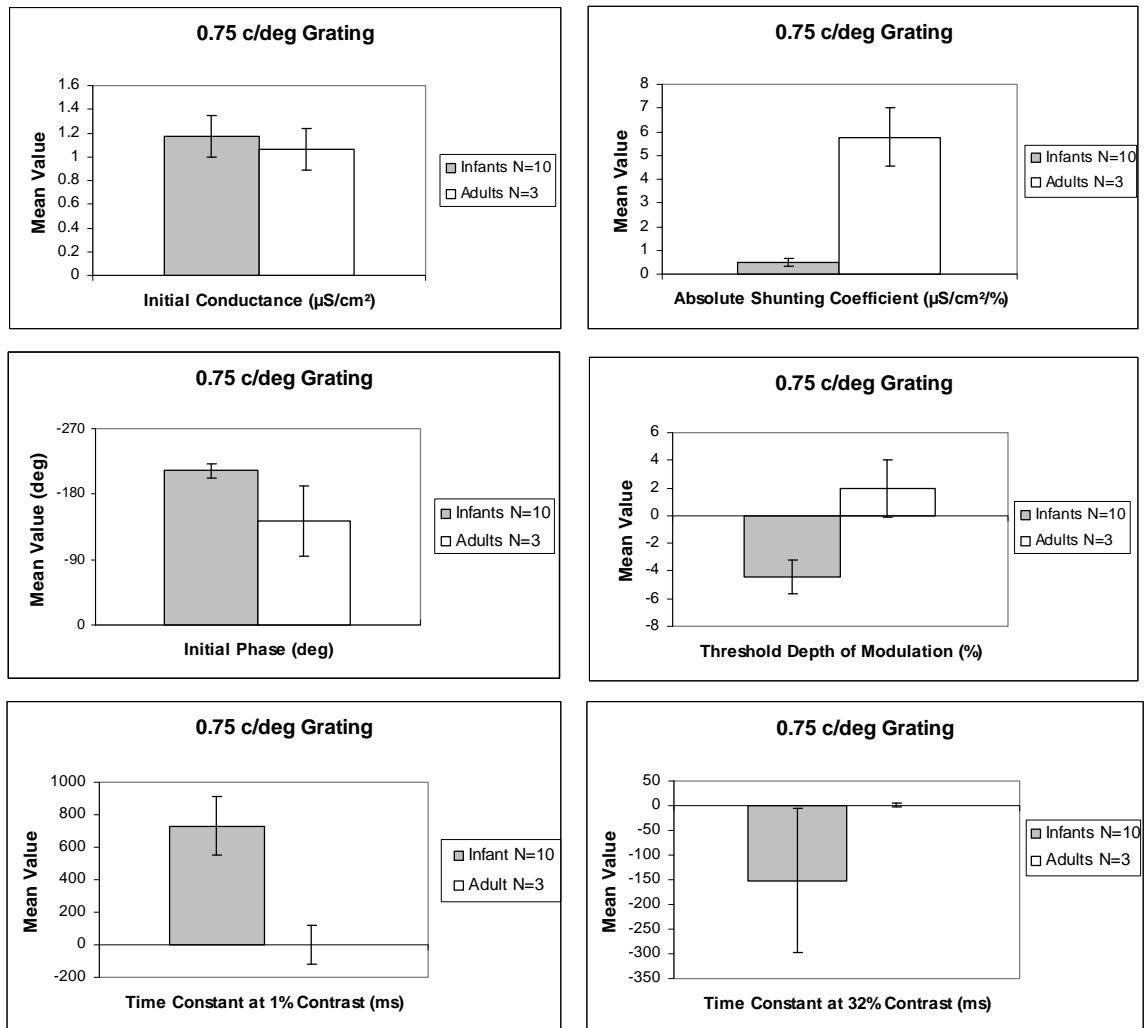 0.75 c/deg Grating
1.6
1.4
1.2
1
0.8
0.6
0.4
0.2
0
Mean Value
Initial Conductance (µS/cm²)
Infants N=10
Adults N=3
0.75 c/deg Grating
8
7
6
5
4
3
2
1
0
Mean Value
Absolute Shunting Coefficient (µS/cm²/%)
Infants N=10
Adults N=3
0.75 c/deg Grating
-270
-180
-90
0
Mean Value (deg)
Initial Phase (deg)
Infants N=10
Adults N=3
0.75 c/deg Grating
6
4
2
0
-2
-4
-6
-8
Mean Value
Threshold Depth of Modulation (%)
Infants N=10
Adults N=3
0.75 c/deg Grating
1000
800
600
400
200
0
-200
Mean Value
Time Constant at 1% Contrast (ms)
Infant N=10
Adult N=3
0.75 c/deg Grating
50
0
-50
-100
-150
-200
-250
-300
-350
Mean Value
Time Constant at 32% Contrast (ms)
Infants N=10
Adults N=3